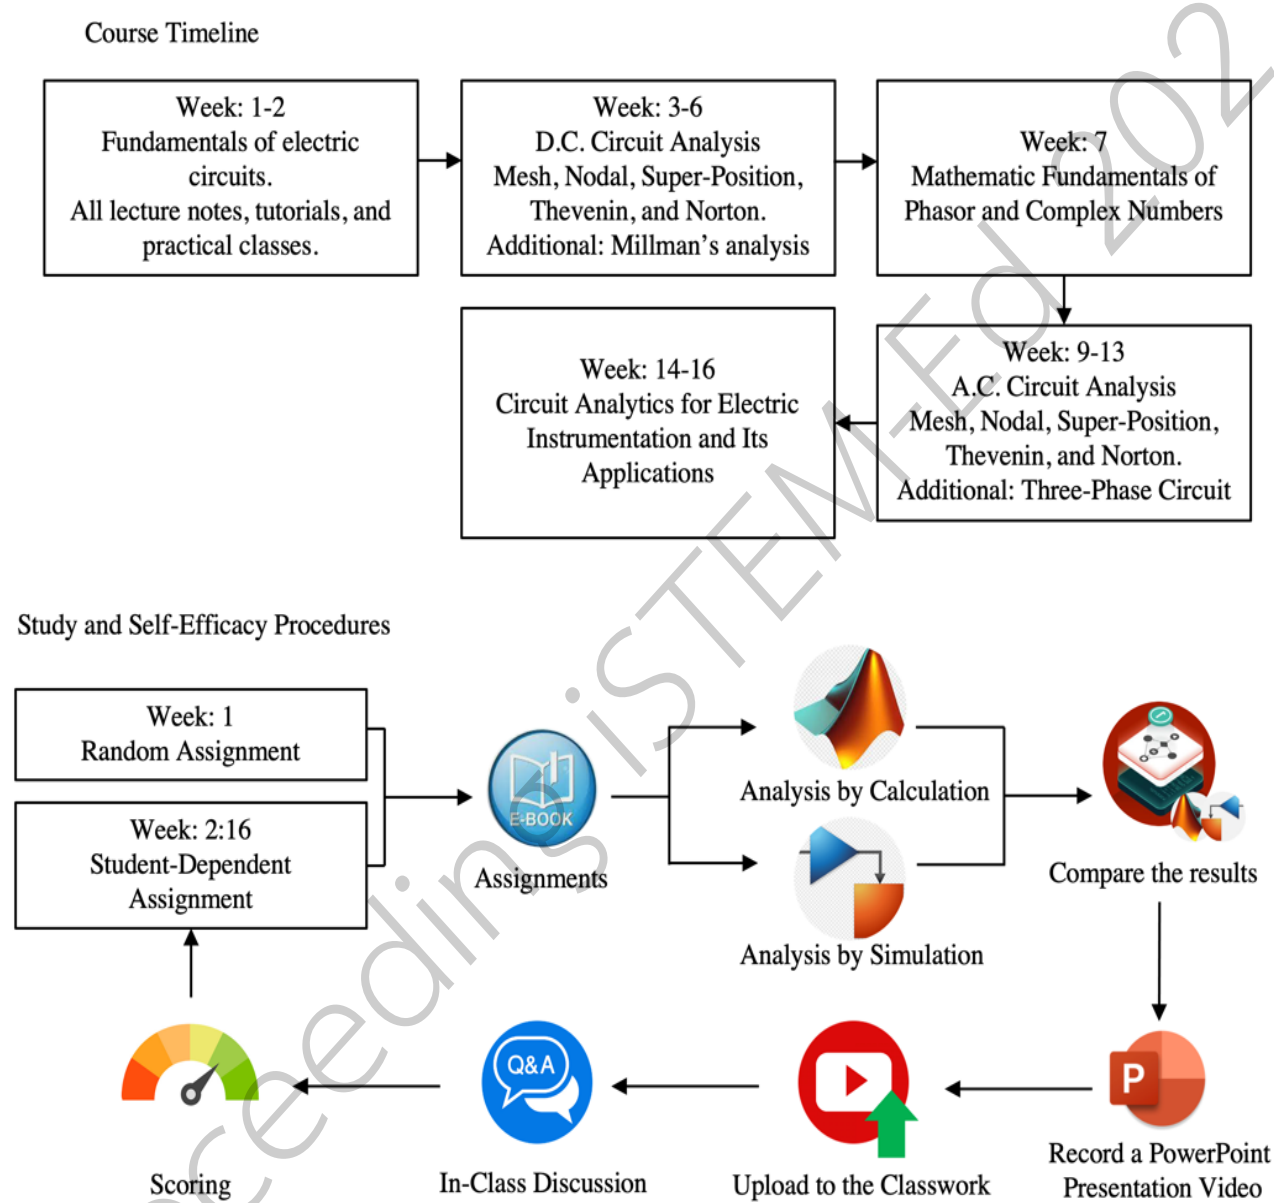 Course Timeline
Week: 1-2
Fundamentals of electric
circuits.
All lecture notes, tutorials, and
practical classes.
Week: 3-6
D.C. Circuit Analysis
Mesh, Nodal, Super-Position,
Thevenin, and Norton.
Additional: Millman's analysis
Week: 7
Mathematic Fundamentals of
Phasor and Complex Numbers
Week: 9-13
A.C. Circuit Analysis
Mesh, Nodal, Super-Position,
Thevenin, and Norton.
Additional: Three-Phase Circuit
Week: 14-16
Circuit Analytics for Electric
Instrumentation and Its
Applications
Study and Self-Efficacy Procedures
Week: 1
Random Assignment
Week: 2:16
Student-Dependent
Assignment
E-BOOK
Assignments
Analysis by Calculation
Analysis by Simulation
Compare the results
P
Record a PowerPoint
Presentation Video
Upload to the Classwork
Q&A
In-Class Discussion
Scoring
ceeding iSTEM-Ed 202